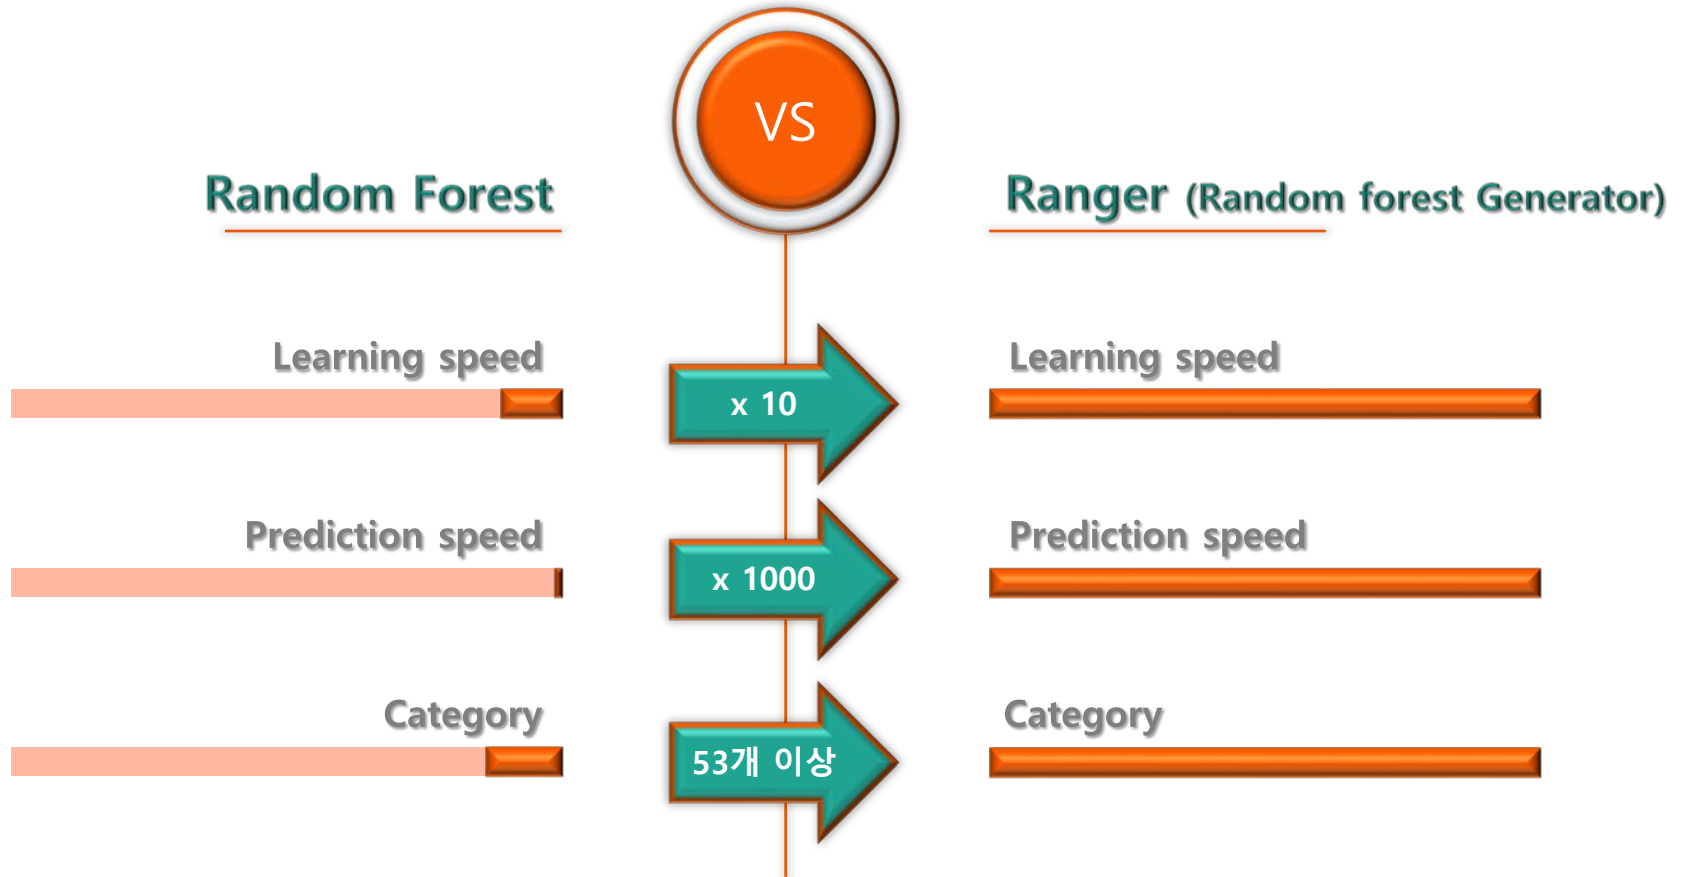 VS
Random Forest
Ranger (Random forest Generator)
Learning speed
x 10
Learning speed
Prediction speed
x 1000
Prediction speed
Category
53개 이상
Category